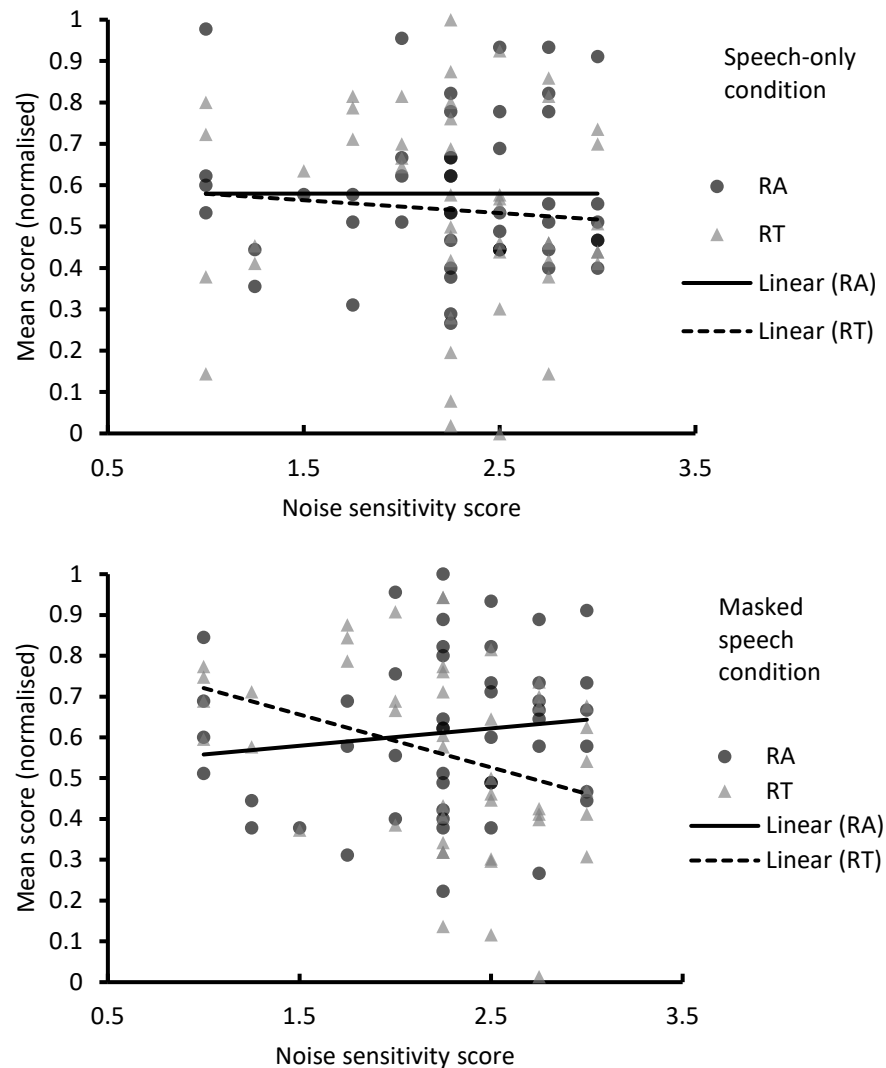 1
0.9
0.8
0.7
0.6
0.5
0.4
0.3
0.2
0.1
0
Mean score (normalised)
0.5 1.5 2.5 3.5
Noise sensitivity score
Speech-only
condition
RA
RT
Linear (RA)
Linear (RT)
1
0.9
0.8
0.7
0.6
0.5
0.4
0.3
0.2
0.1
0
Mean score (normalised)
0.5 1.5 2.5 3.5
Noise sensitivity score
Masked
speech
condition
RA
RT
Linear (RA)
Linear (RT)